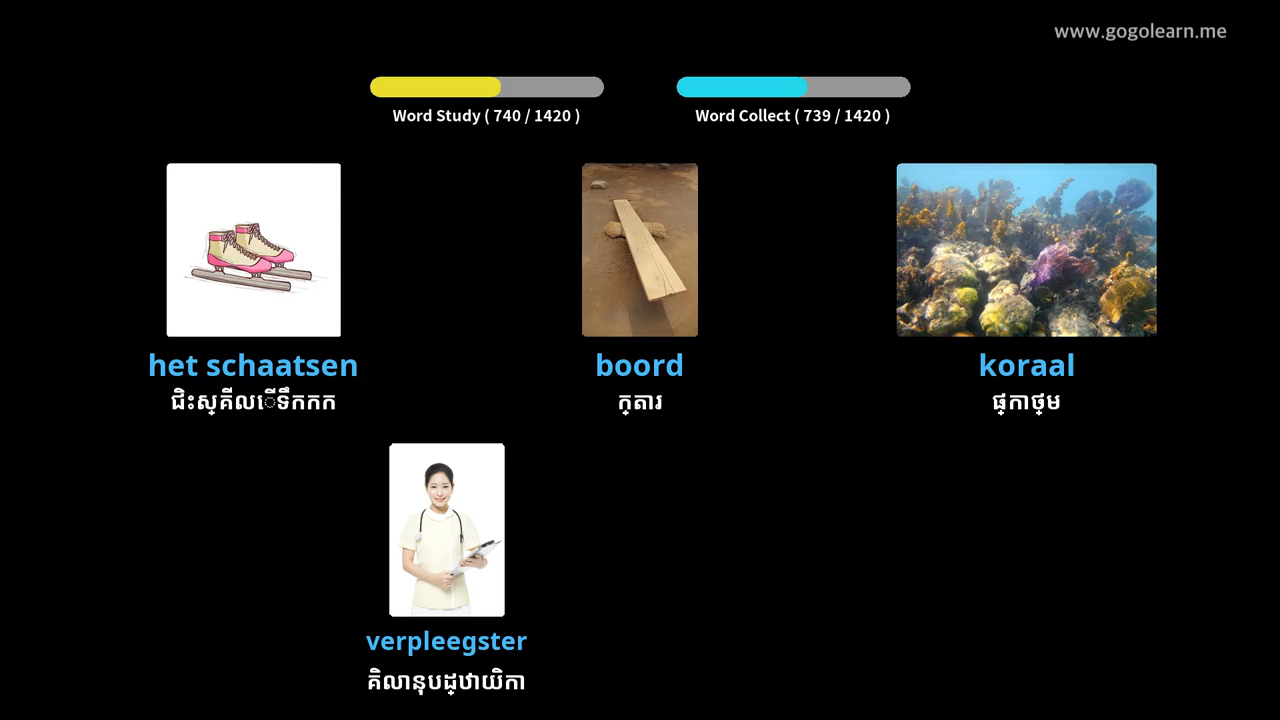 www.gogolearn.me
Word Study ( 740 / 1420 )
Word Collect ( 739 / 1420 )
het schaatsen
ជិះស្គីលើទឹកកក
boord
ក្តារ
koraal
ផ្កាថ្ម
verpleegster
គិលានុបដ្ឋាយិកា